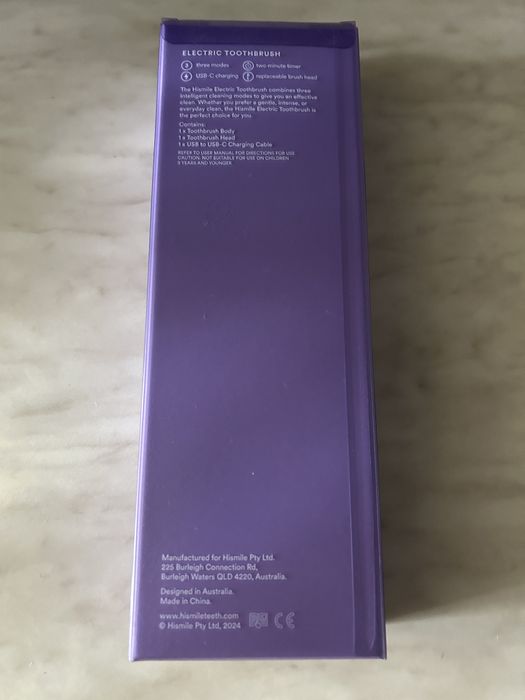 ELECTRIC TOOTHBRUSH
3 three modes
two minute timer
USB-C charging
replaceable brush head
The Hismile Electric Toothbrush combines three
intelligent cleaning modes to give you an effective
clean. Whether you prefer a gentle, intense, or
everyday clean, the Hismile Electric Toothbrush is
the perfect choice for you.
Contains:
1 x Toothbrush Body
1 x Toothbrush Head
1 x USB to USB-C Charging Cable
REFER TO USER MANUAL FOR DIRECTIONS FOR USE
CAUTION: NOT SUITABLE FOR USE ON CHILDREN
3 YEARS AND YOUNGER
Manufactured for Hismile Pty Ltd.
225 Burleigh Connection Rd,
Burleigh Waters QLD 4220, Australia.
Designed in Australia.
Made in China.
www.hismileteeth.com
© Hismile Pty Ltd, 2024 CE